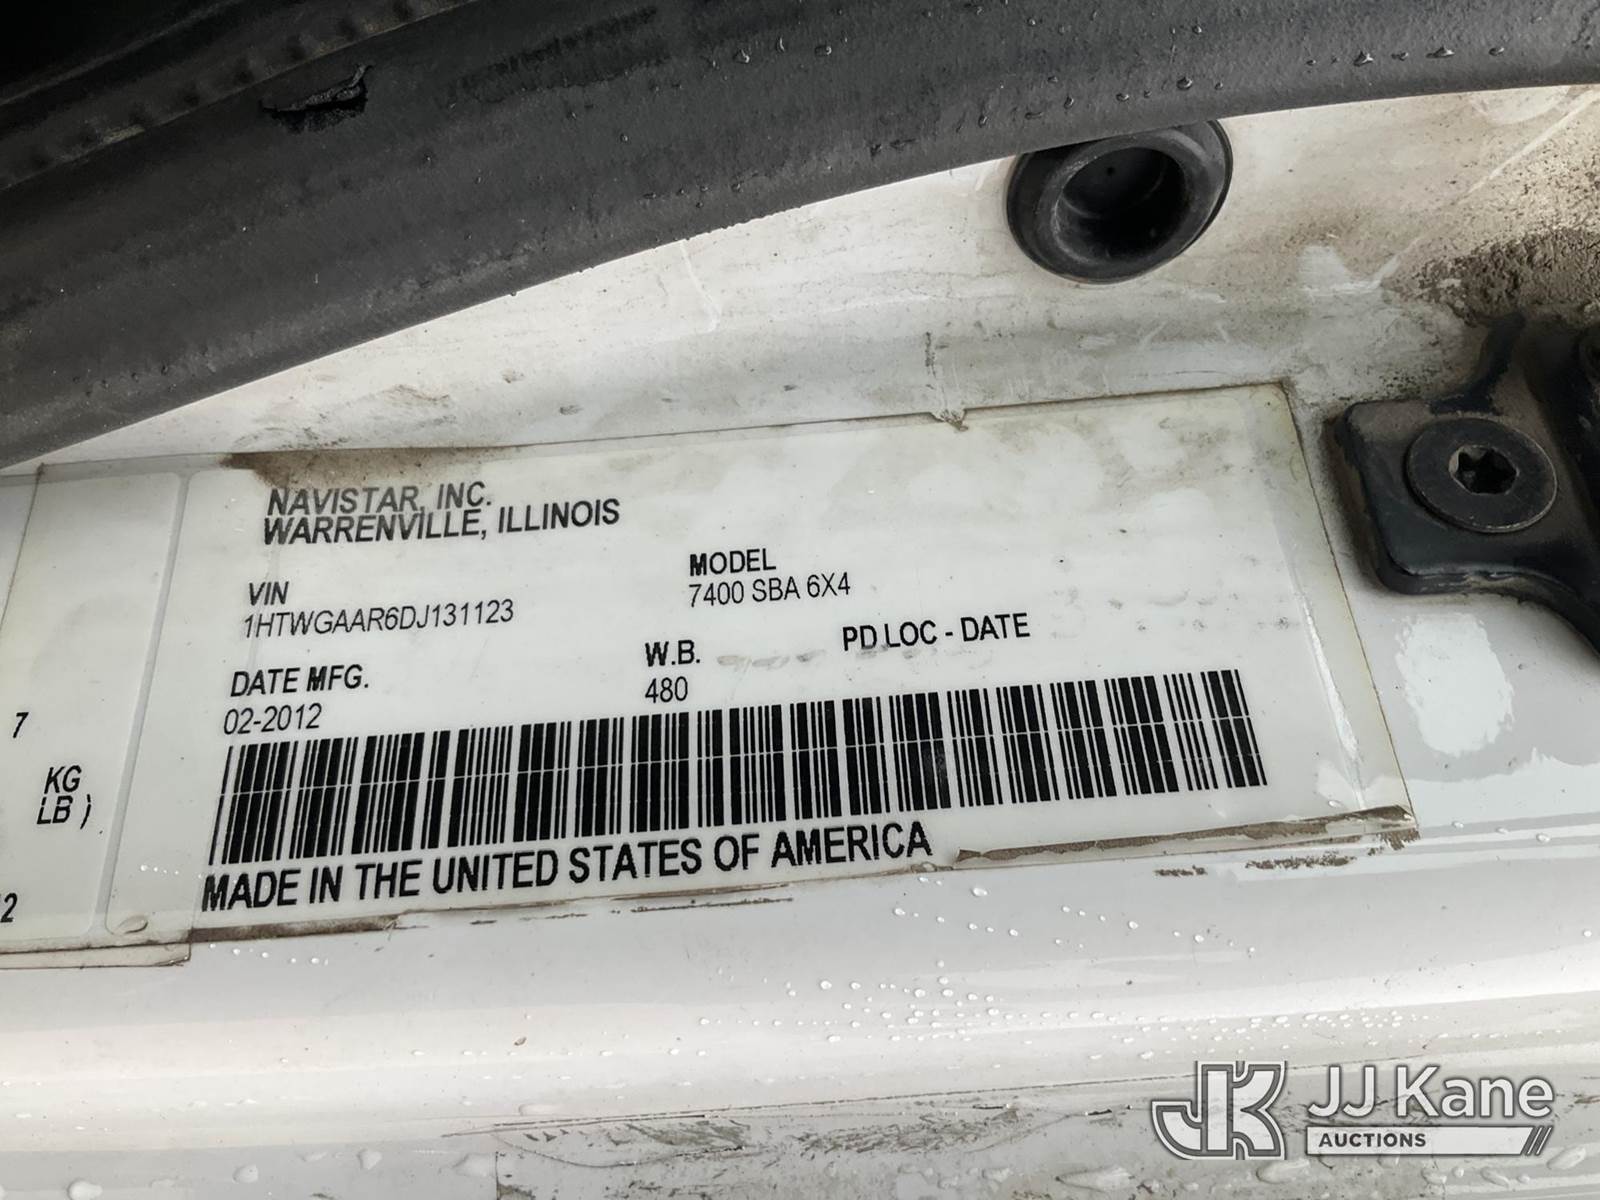 NAVISTAR, INC.
WARRENVILLE, ILLINOIS
VIN
1HTWGAAR6DJ131123
MODEL
7400 SBA 6X4
DATE MFG.
02-2012
W.B.
480
PD LOC - DATE
MADE IN THE UNITED STATES OF AMERICA
7
KG
LB )
2
JK JJ Kane
AUCTIONS